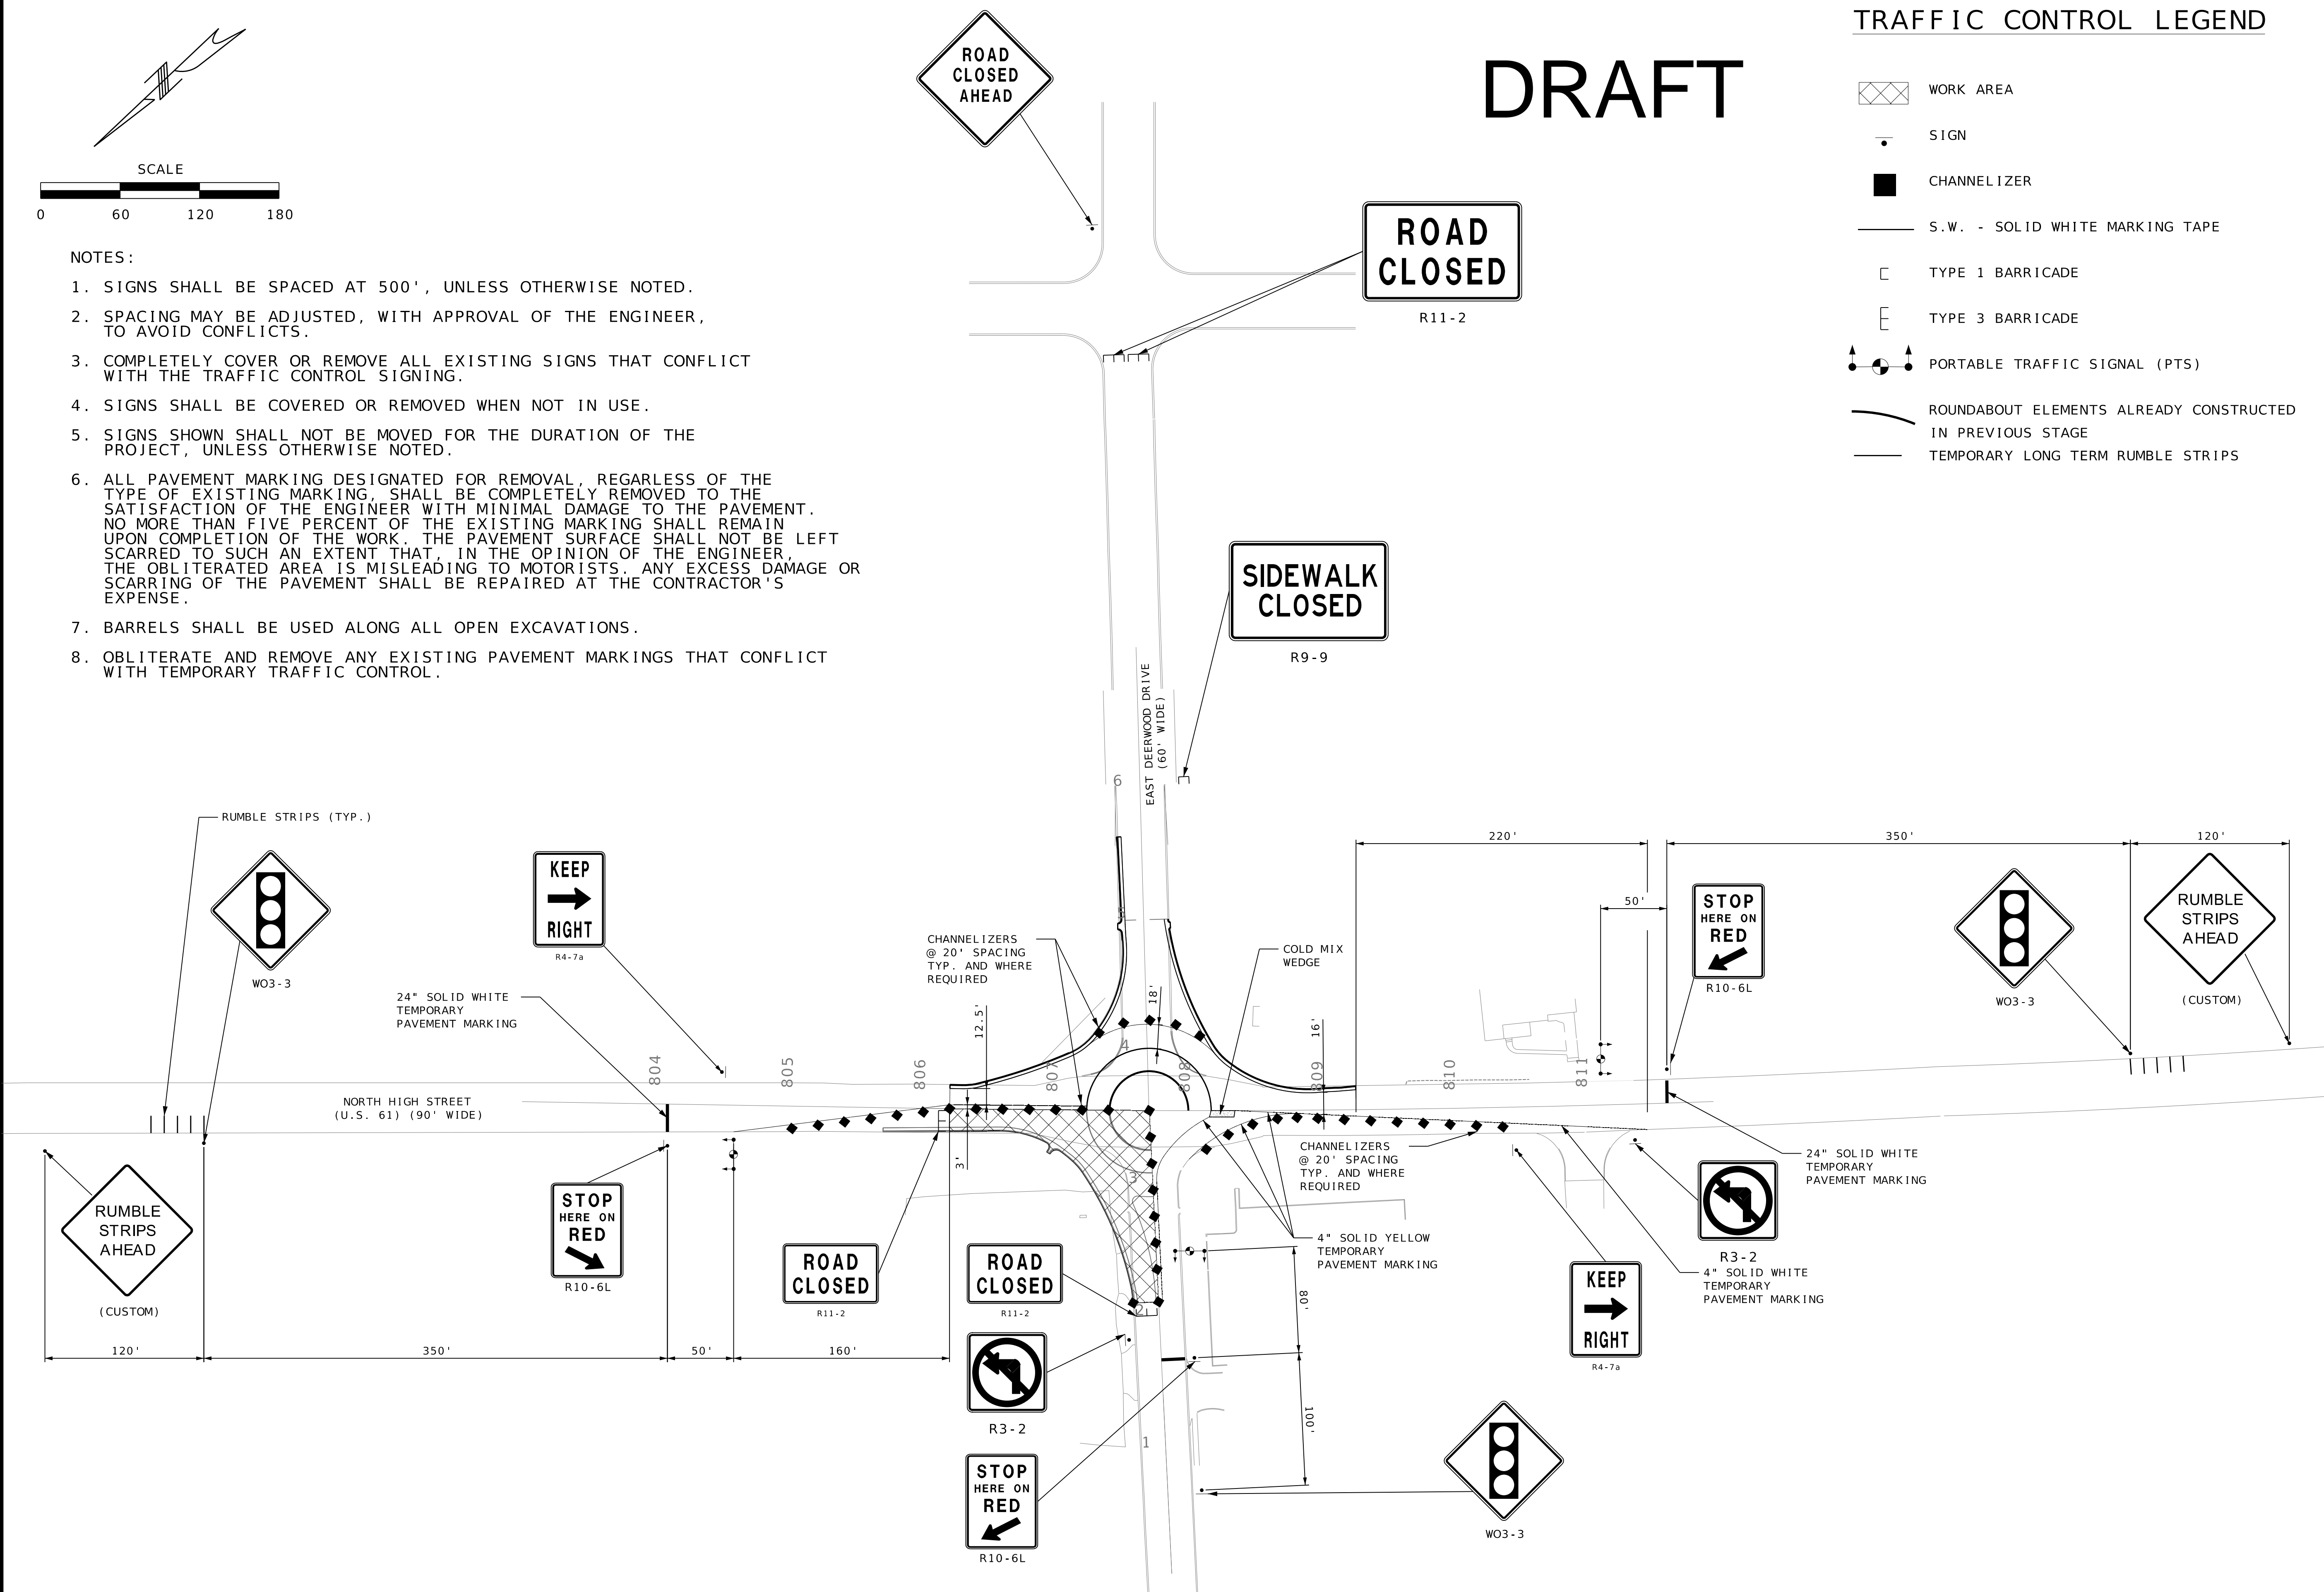 TRAFFIC CONTROL LEGEND
DRAFT
WORK AREA
SIGN
CHANNELIZER
S.W. - SOLID WHITE MARKING TAPE
TYPE 1 BARRICADE
TYPE 3 BARRICADE
PORTABLE TRAFFIC SIGNAL (PTS)
ROUNDABOUT ELEMENTS ALREADY CONSTRUCTED
IN PREVIOUS STAGE
TEMPORARY LONG TERM RUMBLE STRIPS
SCALE
0 60 120 180
NOTES:
1. SIGNS SHALL BE SPACED AT 500', UNLESS OTHERWISE NOTED.
2. SPACING MAY BE ADJUSTED, WITH APPROVAL OF THE ENGINEER,
TO AVOID CONFLICTS.
3. COMPLETELY COVER OR REMOVE ALL EXISTING SIGNS THAT CONFLICT
WITH THE TRAFFIC CONTROL SIGNING.
4. SIGNS SHALL BE COVERED OR REMOVED WHEN NOT IN USE.
5. SIGNS SHOWN SHALL NOT BE MOVED FOR THE DURATION OF THE
PROJECT, UNLESS OTHERWISE NOTED.
6. ALL PAVEMENT MARKING DESIGNATED FOR REMOVAL, REGARLESS OF THE
TYPE OF EXISTING MARKING, SHALL BE COMPLETELY REMOVED TO THE
SATISFACTION OF THE ENGINEER WITH MINIMAL DAMAGE TO THE PAVEMENT.
NO MORE THAN FIVE PERCENT OF THE EXISTING MARKING SHALL REMAIN
UPON COMPLETION OF THE WORK. THE PAVEMENT SURFACE SHALL NOT BE LEFT
SCARRED TO SUCH AN EXTENT THAT, IN THE OPINION OF THE ENGINEER,
THE OBLITERATED AREA IS MISLEADING TO MOTORISTS. ANY EXCESS DAMAGE OR
SCARRING OF THE PAVEMENT SHALL BE REPAIRED AT THE CONTRACTOR'S
EXPENSE.
7. BARRELS SHALL BE USED ALONG ALL OPEN EXCAVATIONS.
8. OBLITERATE AND REMOVE ANY EXISTING PAVEMENT MARKINGS THAT CONFLICT
WITH TEMPORARY TRAFFIC CONTROL.
ROAD
CLOSED
AHEAD
ROAD
CLOSED
R11-2
SIDEWALK
CLOSED
R9-9
EAST DEERWOOD DRIVE
(60' WIDE)
6
RUMBLE STRIPS (TYP.)
WO3-3
KEEP
RIGHT
R4-7a
24" SOLID WHITE
TEMPORARY
PAVEMENT MARKING
CHANNELIZERS
@ 20' SPACING
TYP. AND WHERE
REQUIRED
COLD MIX
WEDGE
220'
350'
120'
50'
STOP
HERE ON
RED
R10-6L
WO3-3
RUMBLE
STRIPS
AHEAD
(CUSTOM)
12.5'
18'
16'
804
805
806
807
808
809
810
811
4
3
2
1
NORTH HIGH STREET
(U.S. 61) (90' WIDE)
3'
RUMBLE
STRIPS
AHEAD
(CUSTOM)
STOP
HERE ON
RED
R10-6L
ROAD
CLOSED
R11-2
ROAD
CLOSED
R11-2
120'
350'
50'
160'
R3-2
STOP
HERE ON
RED
R10-6L
CHANNELIZERS
@ 20' SPACING
TYP. AND WHERE
REQUIRED
4" SOLID YELLOW
TEMPORARY
PAVEMENT MARKING
80'
100'
24" SOLID WHITE
TEMPORARY
PAVEMENT MARKING
R3-2
4" SOLID WHITE
TEMPORARY
PAVEMENT MARKING
KEEP
RIGHT
R4-7a
WO3-3